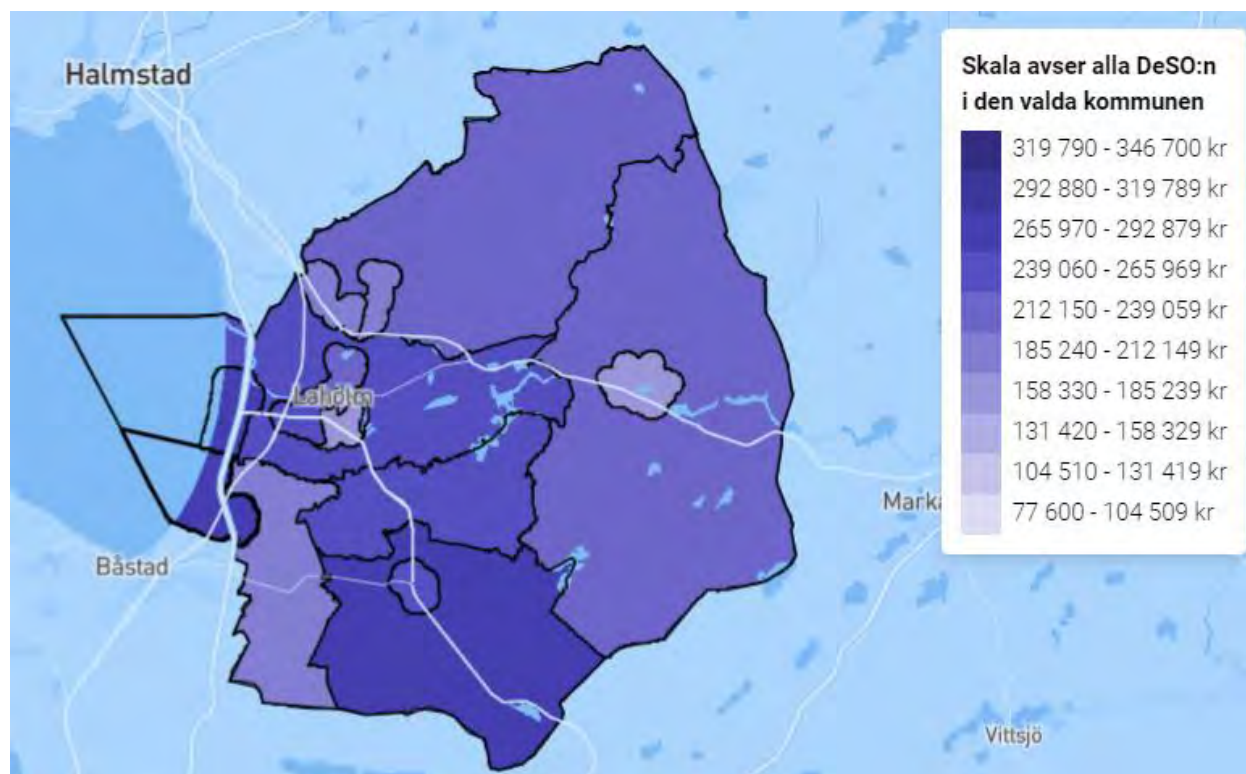 Halmstad
Skala avser alla DeSO:n
i den valda kommunen
319 790 - 346 700 kr
292 880 - 319 789 kr
265 970 - 292 879 kr
239 060 - 265 969 kr
212 150 - 239 059 kr
185 240 - 212 149 kr
158 330 - 185 239 kr
131 420 - 158 329 kr
104 510 - 131 419 kr
77 600 - 104 509 kr
Laholm
Marka
Båstad
Vittsjö